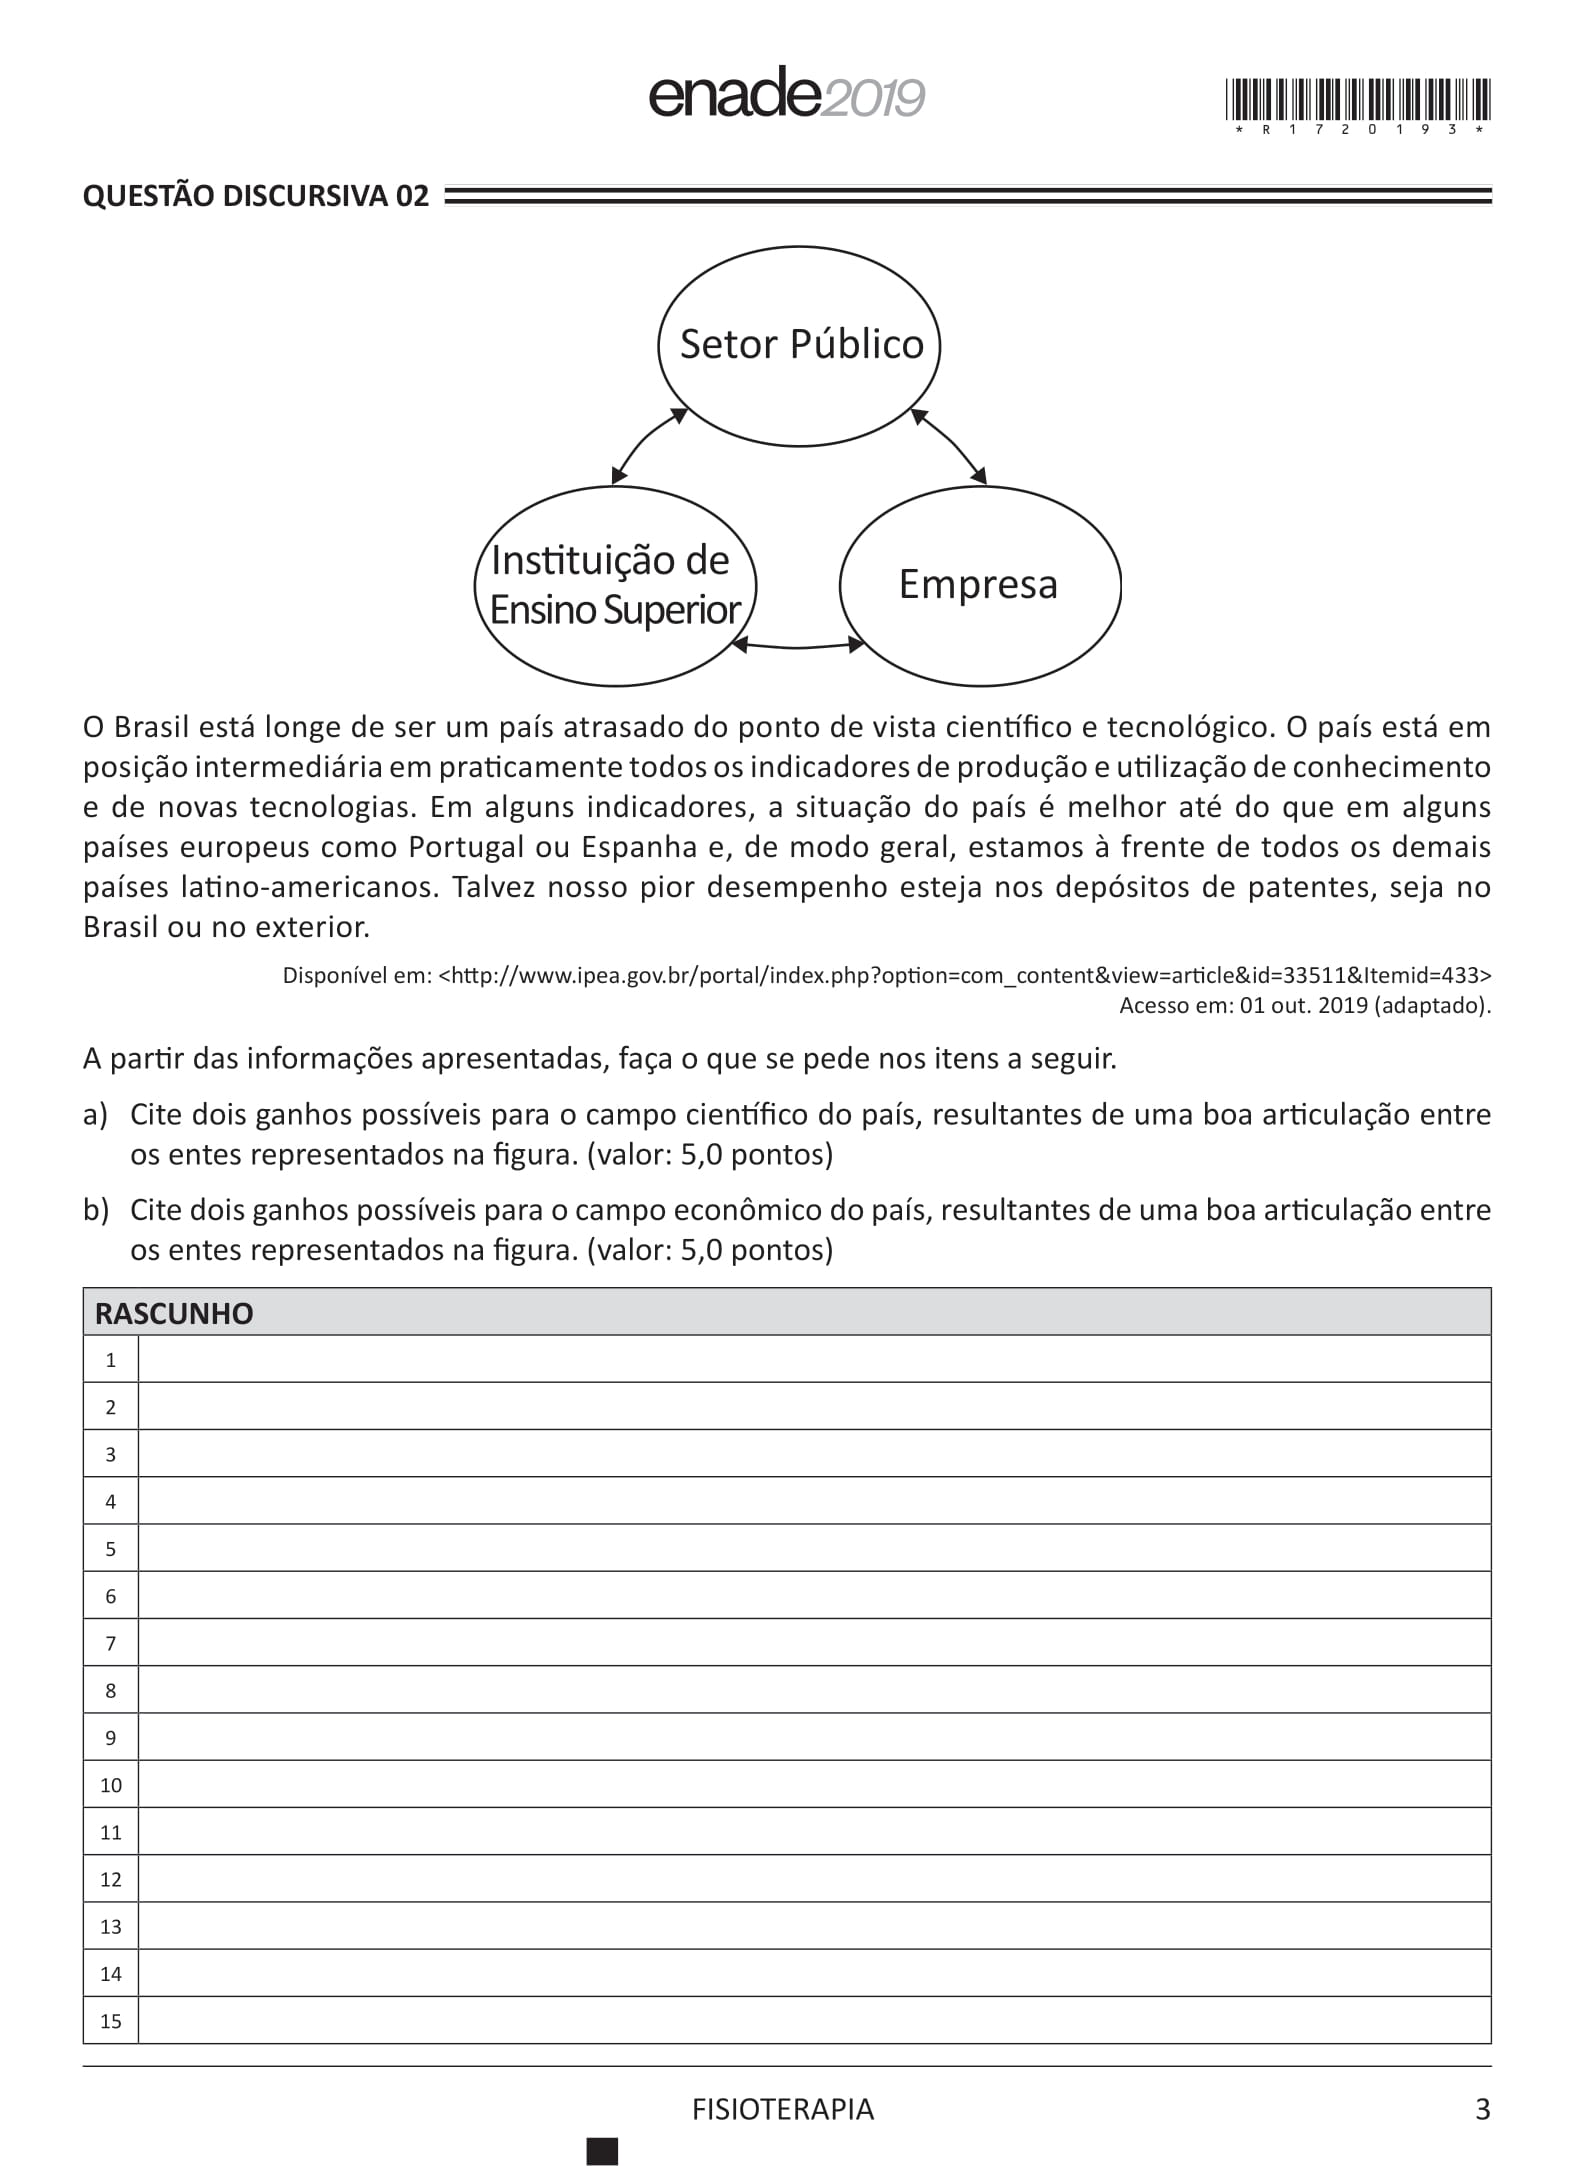 enade2019
* R 1 7 2 0 1 9 3 *
QUESTÃO DISCURSIVA 02
Setor Público
Instituição de
Ensino Superior
Empresa
O Brasil está longe de ser um país atrasado do ponto de vista científico e tecnológico. O país está em
posição intermediária em praticamente todos os indicadores de produção e utilização de conhecimento
e de novas tecnologias. Em alguns indicadores, a situação do país é melhor até do que em alguns
países europeus como Portugal ou Espanha e, de modo geral, estamos à frente de todos os demais
países latino-americanos. Talvez nosso pior desempenho esteja nos depósitos de patentes, seja no
Brasil ou no exterior.
Disponível em: <http://www.ipea.gov.br/portal/index.php?option=com_content&view=article&id=33511&Itemid=433>
Acesso em: 01 out. 2019 (adaptado).
A partir das informações apresentadas, faça o que se pede nos itens a seguir.
a) Cite dois ganhos possíveis para o campo científico do país, resultantes de uma boa articulação entre
os entes representados na figura. (valor: 5,0 pontos)
b) Cite dois ganhos possíveis para o campo econômico do país, resultantes de uma boa articulação entre
os entes representados na figura. (valor: 5,0 pontos)
RASCUNHO
1
2
3
4
5
6
7
8
9
10
11
12
13
14
15
FISIOTERAPIA
3